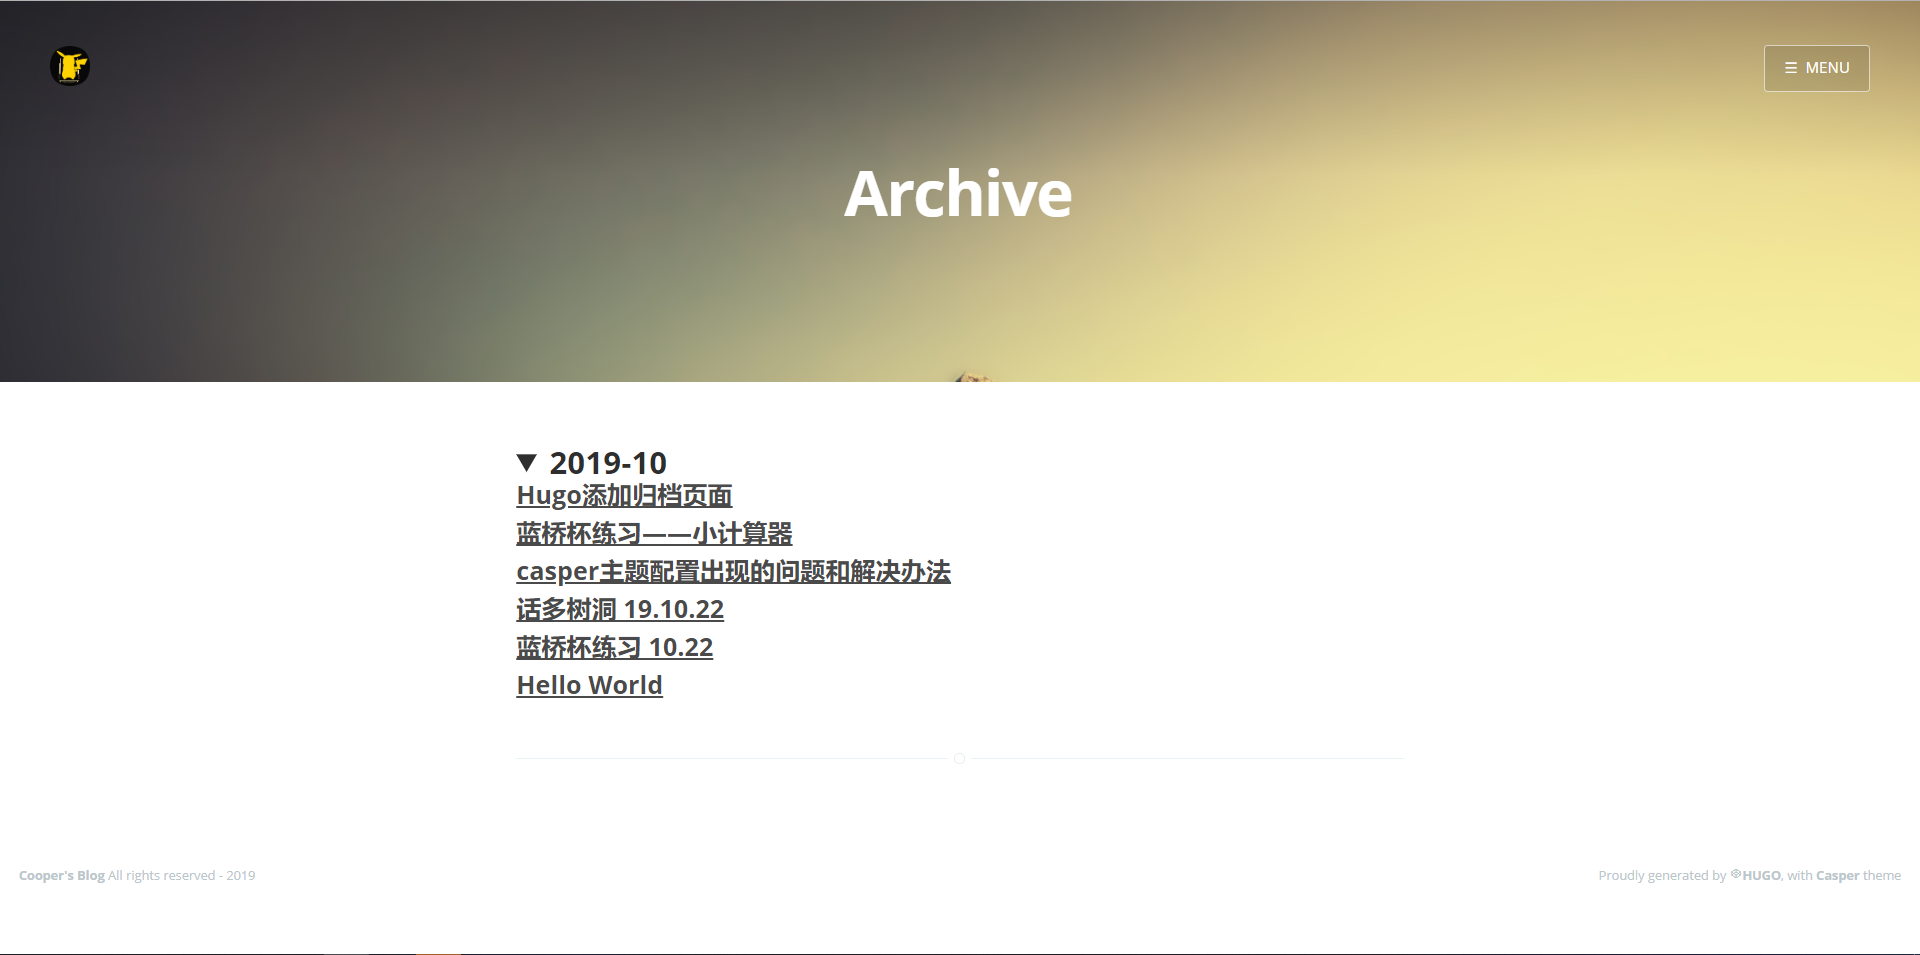 ☰ MENU
Archive
▼ 2019-10
Hugo添加归档页面
蓝桥杯练习——小计算器
casper主题配置出现的问题和解决办法
话多树洞 19.10.22
蓝桥杯练习 10.22
Hello World
Cooper's Blog All rights reserved - 2019
Proudly generated by HUGO, with Casper theme